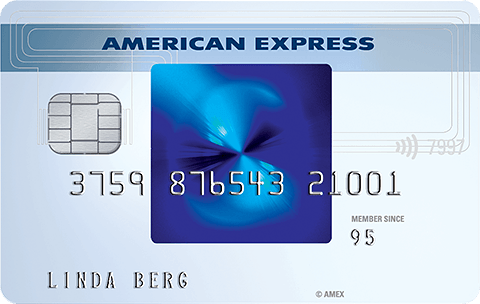 AMERICAN EXPRESS
7997
3759 876543 21001
MEMBER SINCE
95
LINDA BERG
© AMEX